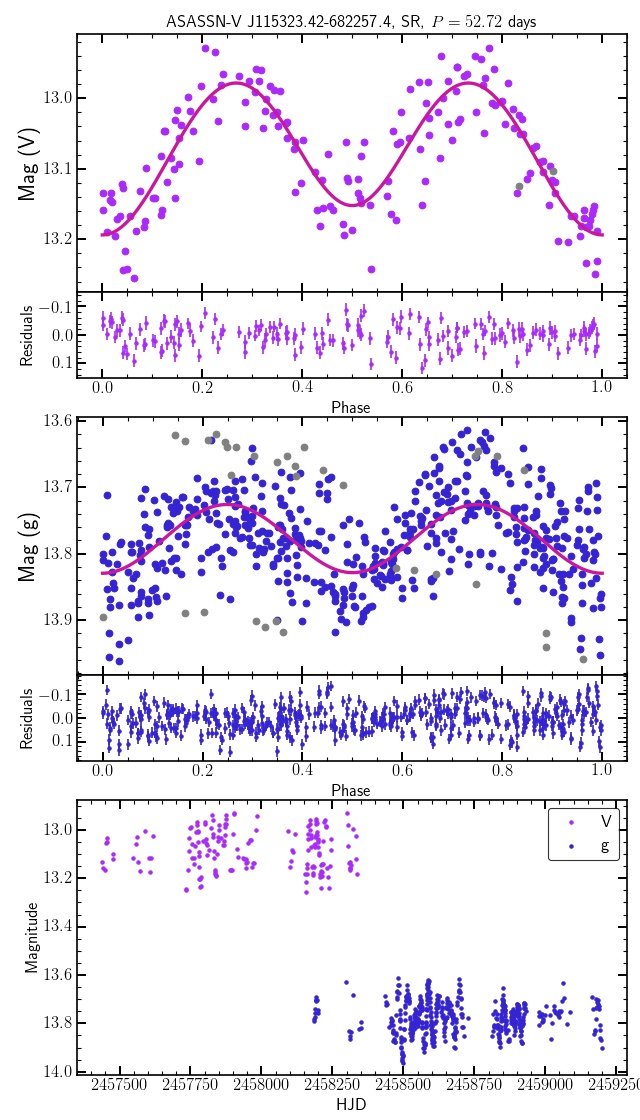 ASASSN-V J115323.42-682257.4, SR, P = 52.72 days
Mag (V)
13.0
13.1
13.2
Residuals
−0.1
0.0
0.1
0.0 0.2 0.4 0.6 0.8 1.0
Phase
Mag (g)
13.6
13.7
13.8
13.9
Residuals
−0.1
0.0
0.1
0.0 0.2 0.4 0.6 0.8 1.0
Phase
Magnitude
13.0
13.2
13.4
13.6
13.8
14.0
V
g
2457500 2457750 2458000 2458250 2458500 2458750 2459000 2459250
HJD